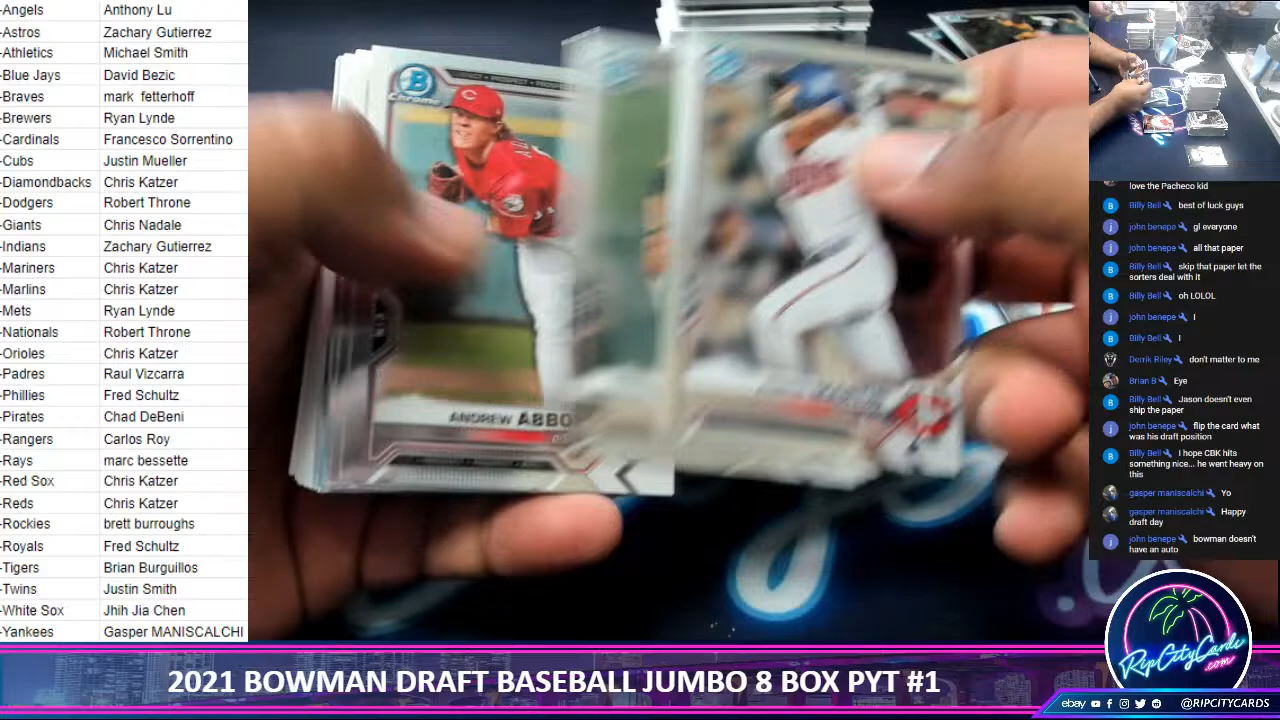 -Angels Anthony Lu
-Astros Zachary Gutierrez
-Athletics Michael Smith
-Blue Jays David Bezic
-Braves mark fetterhoff
-Brewers Ryan Lynde
-Cardinals Francesco Sorrentino
-Cubs Justin Mueller
-Diamondbacks Chris Katzer
-Dodgers Robert Throne
-Giants Chris Nadale
-Indians Zachary Gutierrez
-Mariners Chris Katzer
-Marlins Chris Katzer
-Mets Ryan Lynde
-Nationals Robert Throne
-Orioles Chris Katzer
-Padres Raul Vizcarra
-Phillies Fred Schultz
-Pirates Chad DeBeni
-Rangers Carlos Roy
-Rays marc bessette
-Red Sox Chris Katzer
-Reds Chris Katzer
-Rockies brett burroughs
-Royals Fred Schultz
-Tigers Brian Burguillos
-Twins Justin Smith
-White Sox Jhih Jia Chen
-Yankees Gasper MANISCALCHI
B
Chrome
C
ANDREW ABBO
love the Pacheco kid
B Billy Bell best of luck guys
j john benepe gl everyone
j john benepe all that paper
B Billy Bell skip that paper let the
sorters deal with it
B Billy Bell oh LOLOL
j john benepe I
B Billy Bell I
Derrik Riley don't matter to me
Brian B Eye
B Billy Bell Jason doesn't even
ship the paper
j john benepe flip the card what
was his draft position
B Billy Bell I hope CBK hits
something nice... he went heavy on
this
gasper maniscalchi Yo
gasper maniscalchi Happy
draft day
j john benepe bowman doesn't
have an auto
RipCityCards
.com
2021 BOWMAN DRAFT BASEBALL JUMBO 8 BOX PYT #1
ebay @RIPCITYCARDS